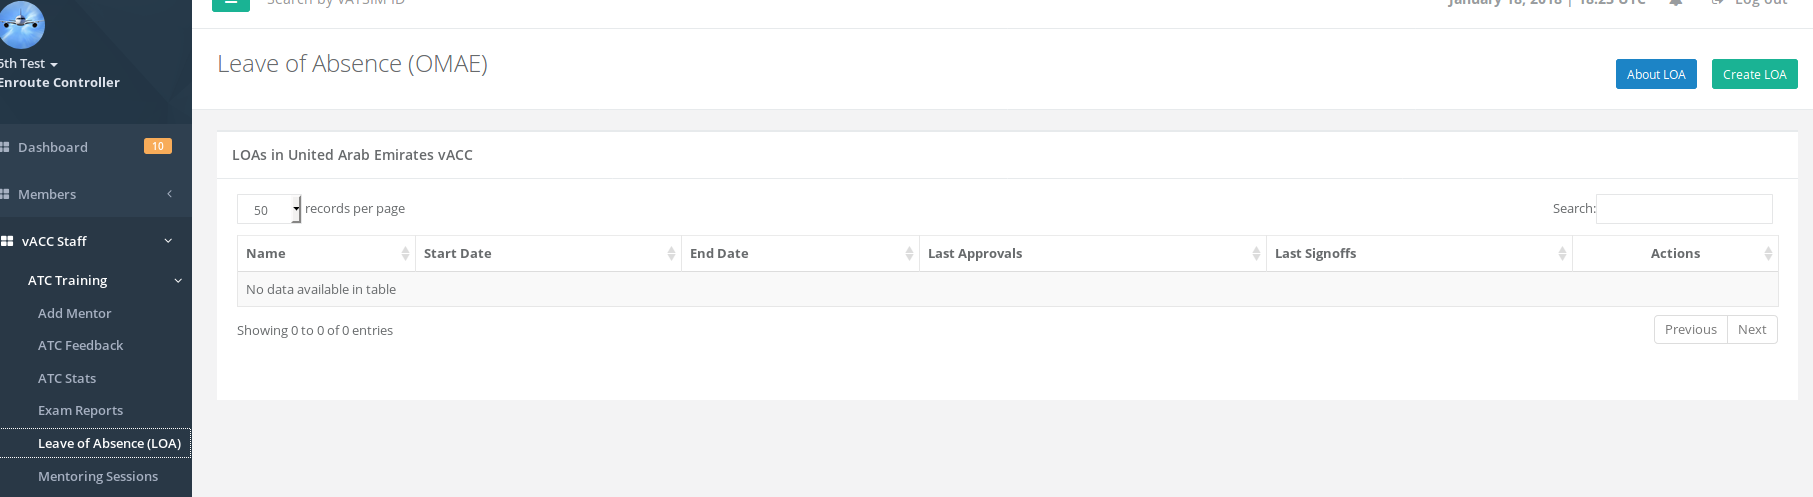 Search by VATSIM ID
January 18, 2018 | 18:25 UTC
Log out
5th Test
Enroute Controller
Dashboard 10
Members
vACC Staff
ATC Training
Add Mentor
ATC Feedback
ATC Stats
Exam Reports
Leave of Absence (LOA)
Mentoring Sessions
Leave of Absence (OMAE)
About LOA Create LOA
LOAs in United Arab Emirates vACC
50 records per page Search:
Name Start Date End Date Last Approvals Last Signoffs Actions
No data available in table
Showing 0 to 0 of 0 entries Previous Next